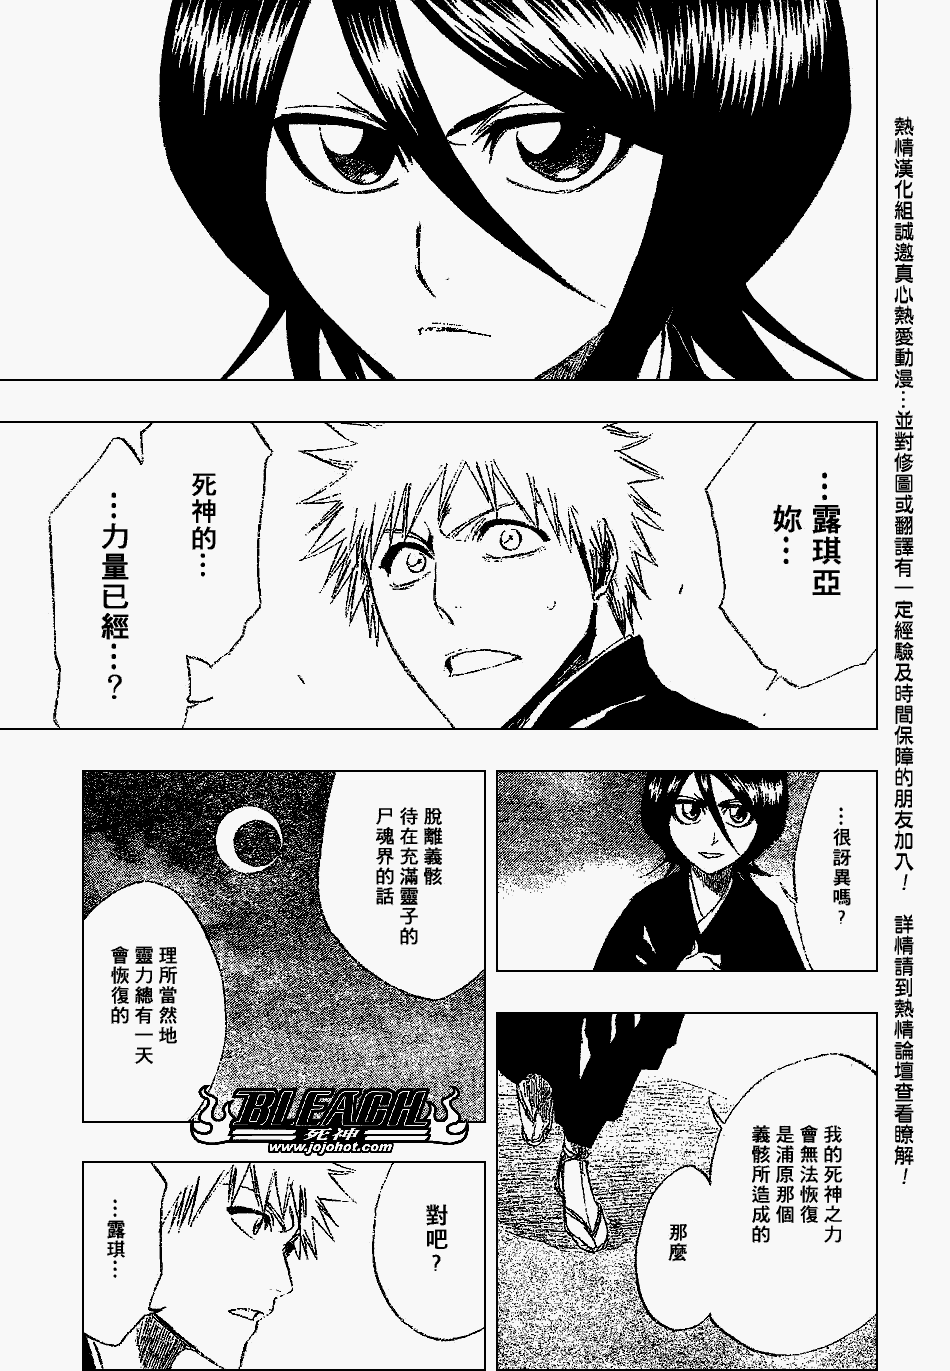 …露琪亞
妳…
死神的…
…力量已經…？
…很訝異嗎？
我的死神之力
會無法恢復
是浦原那個
義骸所造成的
那麼
脫離義骸
待在充滿靈子的
尸魂界的話
理所當然地
靈力總有一天
會恢復的
對吧？
…露琪…
BLEACH
死神
www.jojohot.com
熱情漢化組誠邀真心熱愛動漫…並對修圖或翻譯有一定經驗及時間保障的朋友加入！ 詳情請到熱情論壇查看瞭解！